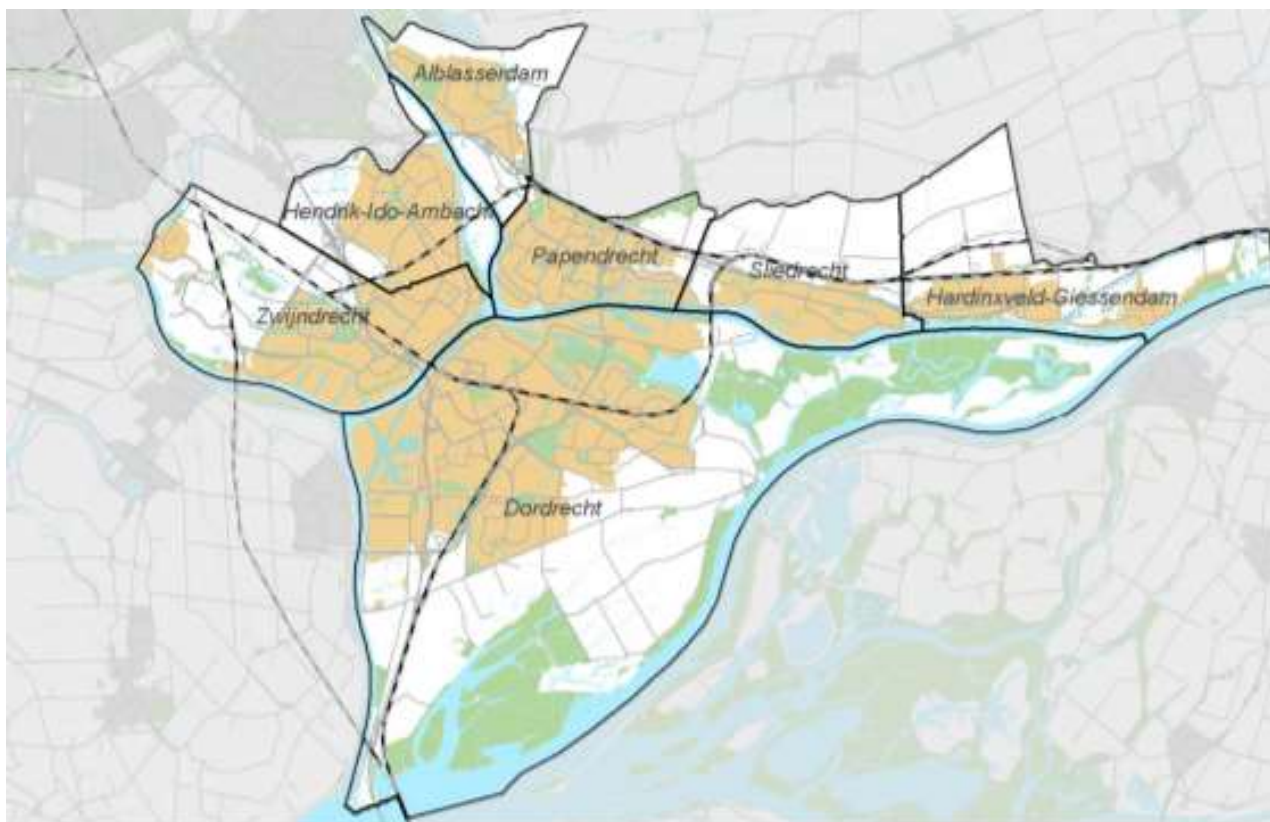 Alblasserdam
Hendrik-Ido-Ambacht
Papendrecht
Sliedrecht
Hardinxveld-Giessendam
Zwijndrecht
Dordrecht